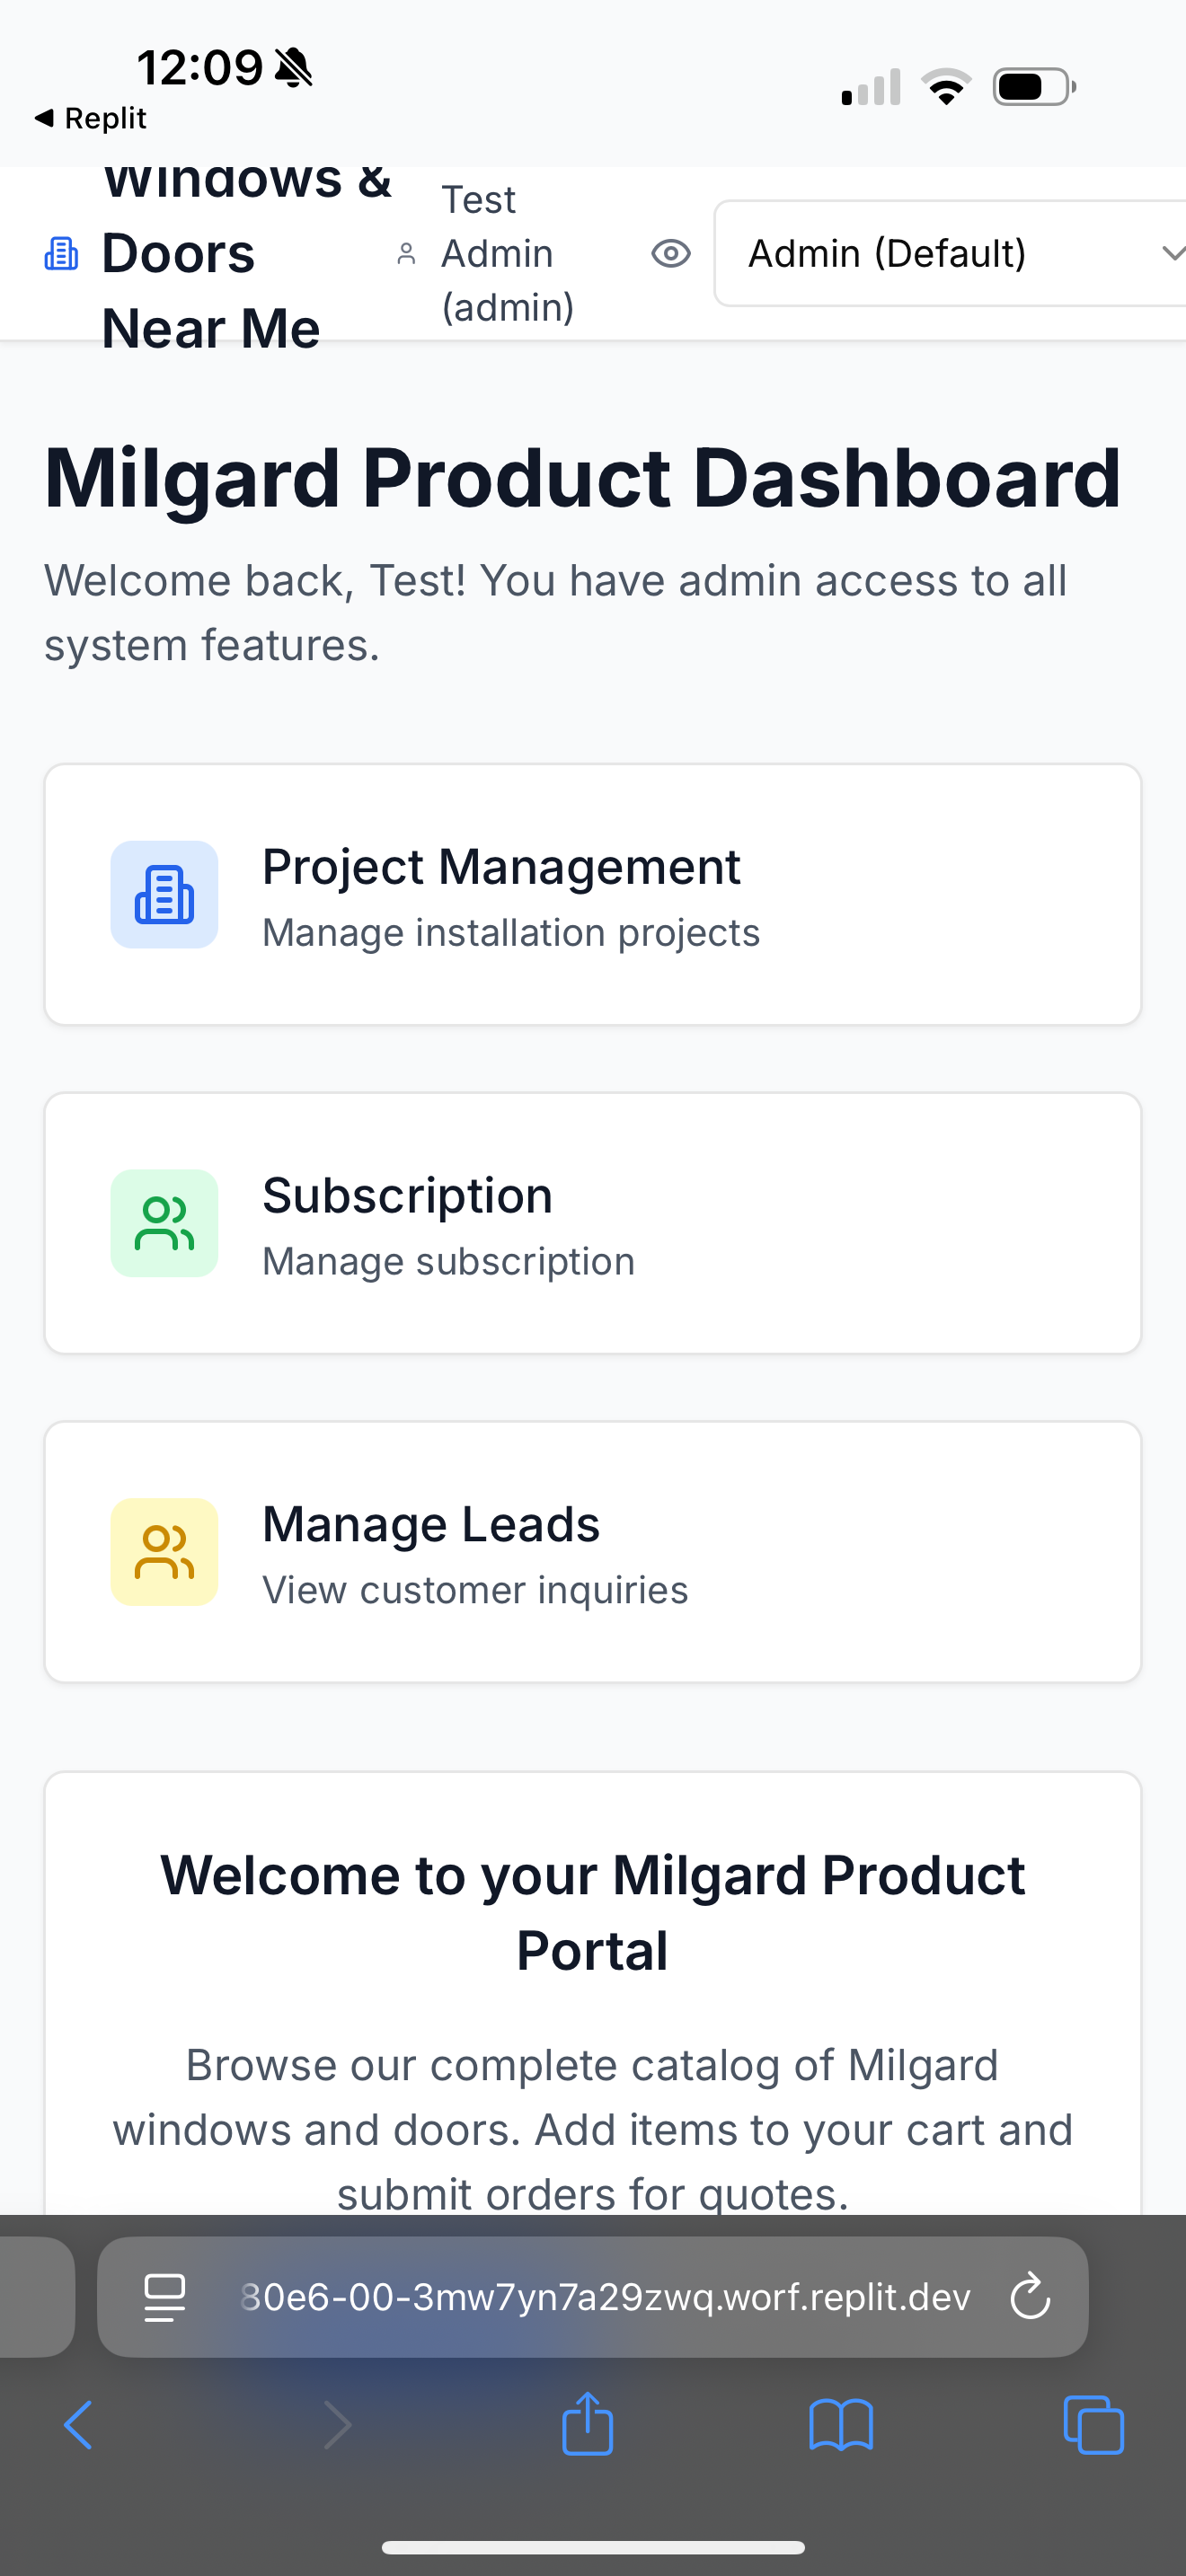 12:09
Replit
Windows &
Doors
Near Me
Test
Admin
(admin)
Admin (Default)
Milgard Product Dashboard
Welcome back, Test! You have admin access to all
system features.
Project Management
Manage installation projects
Subscription
Manage subscription
Manage Leads
View customer inquiries
Welcome to your Milgard Product
Portal
Browse our complete catalog of Milgard
windows and doors. Add items to your cart and
submit orders for quotes.
80e6-00-3mw7yn7a29zwq.worf.replit.dev